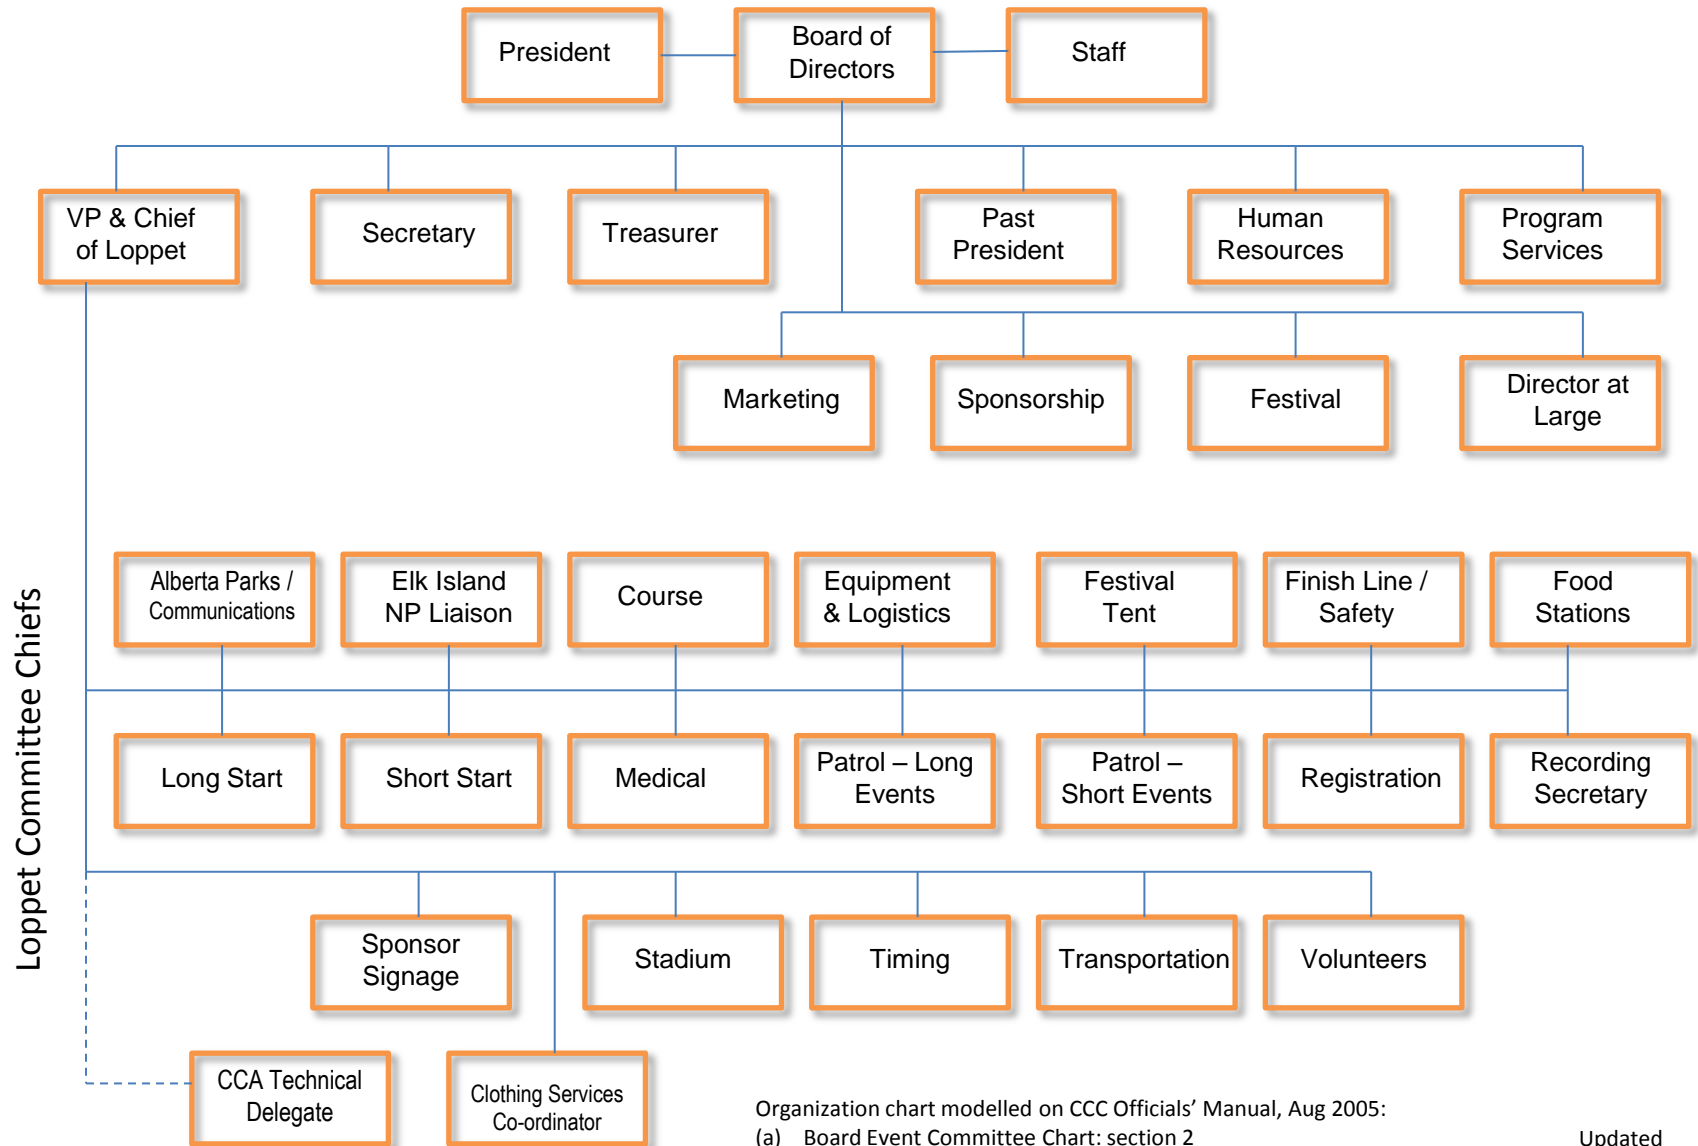 President
Board of
Directors
Staff
VP & Chief
of Loppet
Secretary
Treasurer
Past
President
Human
Resources
Program
Services
Marketing
Sponsorship
Festival
Director at
Large
Loppet Committee Chiefs
Alberta Parks /
Communications
Elk Island
NP Liaison
Course
Equipment
& Logistics
Festival
Tent
Finish Line /
Safety
Food
Stations
Long Start
Short Start
Medical
Patrol – Long
Events
Patrol –
Short Events
Registration
Recording
Secretary
Sponsor
Signage
Stadium
Timing
Transportation
Volunteers
CCA Technical
Delegate
Clothing Services
Co-ordinator
Organization chart modelled on CCC Officials' Manual, Aug 2005:
(a) Board Event Committee Chart: section 2
Updated